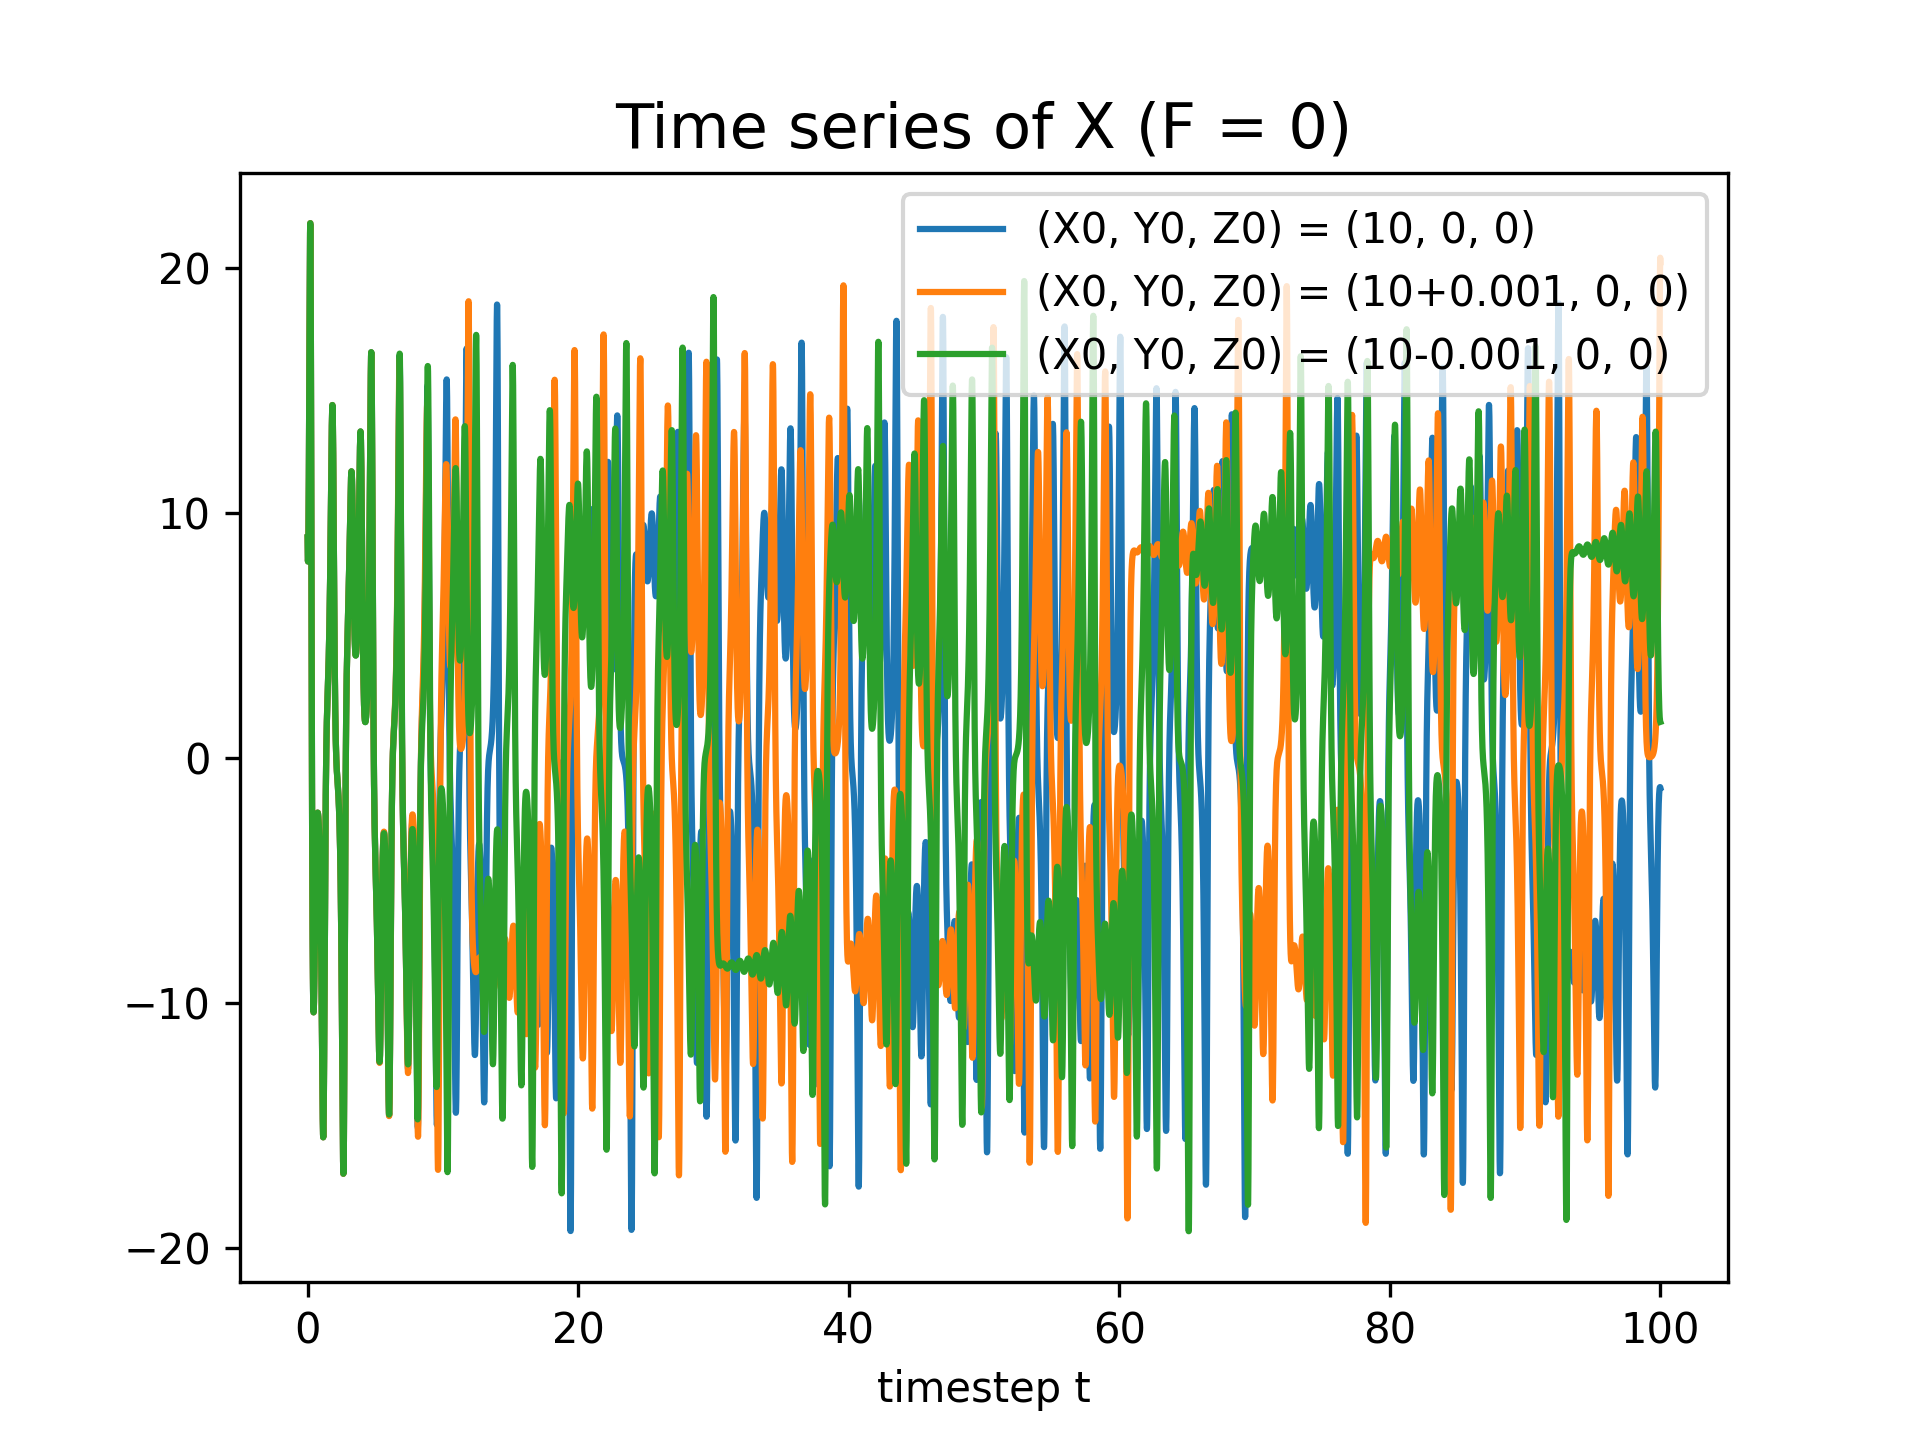 Time series of X (F = 0)
(X0, Y0, Z0) = (10, 0, 0)
(X0, Y0, Z0) = (10+0.001, 0, 0)
(X0, Y0, Z0) = (10-0.001, 0, 0)
20
10
0
−10
−20
0 20 40 60 80 100
timestep t